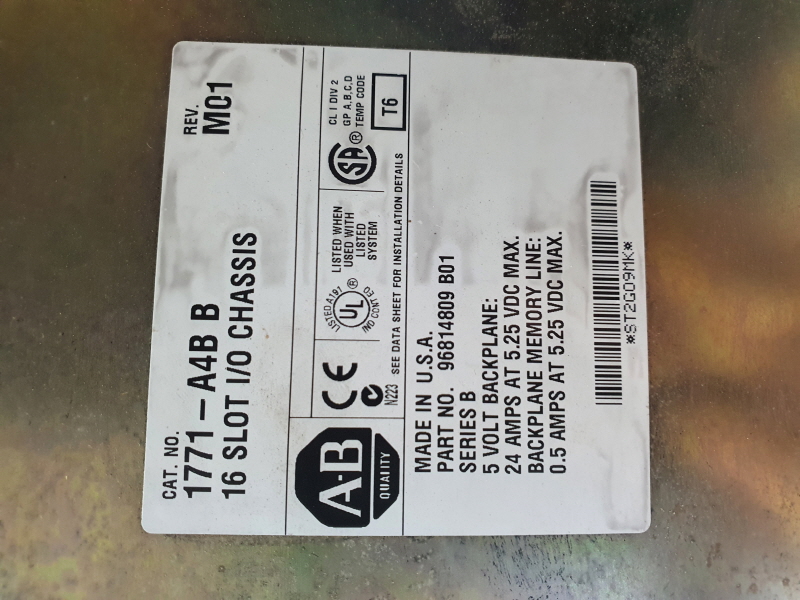 CAT. NO.
1771-A4B B
16 SLOT I/O CHASSIS
REV.
M01
A-B
QUALITY
CE
N223
LISTED A191
UL
IND CONT EQ
®
LISTED WHEN
USED WITH
LISTED
SYSTEM
SA
®
CL I DIV 2
GP A,B,C,D
TEMP CODE
T6
SEE DATA SHEET FOR INSTALLATION DETAILS
MADE IN U.S.A.
PART NO. 96814809 B01
SERIES B
5 VOLT BACKPLANE:
24 AMPS AT 5.25 VDC MAX.
BACKPLANE MEMORY LINE:
0.5 AMPS AT 5.25 VDC MAX.
*ST2G09MK*